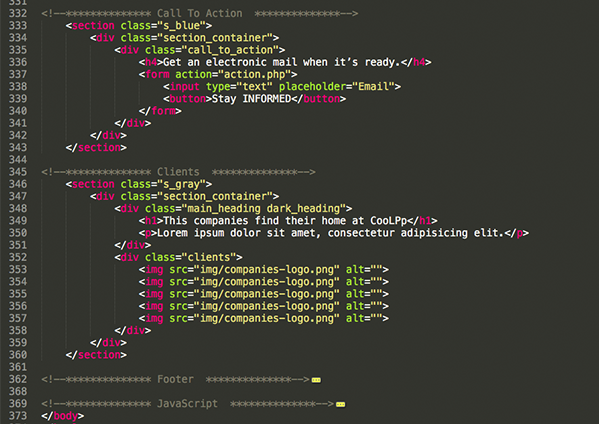 331
332 <!--************** Call To Action **************-->
333 <section class="s_blue">
334 <div class="section_container">
335 <div class="call_to_action">
336 <h4>Get an electronic mail when it’s ready.</h4>
337 <form action="action.php">
338 <input type="text" placeholder="Email">
339 <button>Stay INFORMED</button>
340 </form>
341 </div>
342 </div>
343 </section>
344
345 <!--************** Clients **************-->
346 <section class="s_gray">
347 <div class="section_container">
348 <div class="main_heading dark_heading">
349 <h1>This companies find their home at CooLPp</h1>
350 <p>Lorem ipsum dolor sit amet, consectetur adipisicing elit.</p>
351 </div>
352 <div class="clients">
353 <img src="img/companies-logo.png" alt="">
354 <img src="img/companies-logo.png" alt="">
355 <img src="img/companies-logo.png" alt="">
356 <img src="img/companies-logo.png" alt="">
357 <img src="img/companies-logo.png" alt="">
358 </div>
359 </div>
360 </section>
361
362 <!--************** Footer **************-->
368
369 <!--************** JavaScript **************-->
373 </body>